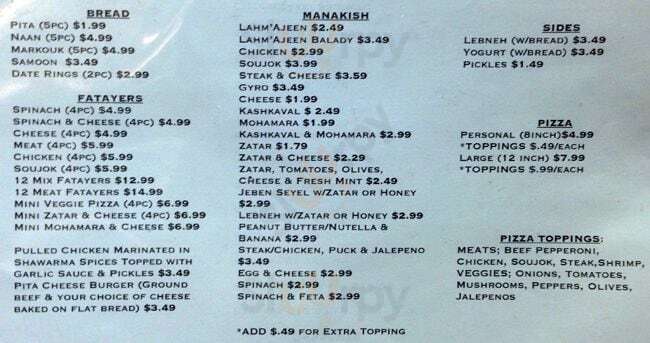 BREAD
PITA (5PC) $1.99
NAAN (5PC) $4.99
MARKOUK (5PC) $4.99
SAMOON $3.49
DATE RINGS (2PC) $2.99
FATAYERS
SPINACH (4PC) $4.99
SPINACH & CHEESE (4PC) $4.99
CHEESE (4PC) $4.99
MEAT (4PC) $5.99
CHICKEN (4PC) $5.99
SOUJOK (4PC) $5.99
12 MIX FATAYERS $12.99
12 MEAT FATAYERS $14.99
MINI VEGGIE PIZZA (4PC) $6.99
MINI ZATAR & CHEESE (4PC) $6.99
MINI MOHAMARA & CHEESE $6.99
PULLED CHICKEN MARINATED IN
SHAWARMA SPICES TOPPED WITH
GARLIC SAUCE & PICKLES $3.49
PITA CHEESE BURGER (GROUND
BEEF & YOUR CHOICE OF CHEESE
BAKED ON FLAT BREAD) $3.49
MANAKISH
LAHM'AJEEN $2.49
LAHM'AJEEN BALADY $3.49
CHICKEN $2.99
SOUJOK $3.99
STEAK & CHEESE $3.59
GYRO $3.49
CHEESE $1.99
KASHKAVAL $ 2.49
MOHAMARA $1.99
KASHKAVAL & MOHAMARA $2.99
ZATAR $1.79
ZATAR & CHEESE $2.29
ZATAR, TOMATOES, OLIVES,
CHEESE & FRESH MINT $2.49
JEBEN SEYEL W/ZATAR OR HONEY
$2.99
LEBNEH W/ZATAR OR HONEY $2.99
PEANUT BUTTER/NUTELLA &
BANANA $2.99
STEAK/CHICKEN, PUCK & JALEPENO
$3.49
EGG & CHEESE $2.99
SPINACH $2.99
SPINACH & FETA $2.99
*ADD $.49 FOR EXTRA TOPPING
SIDES
LEBNEH (W/BREAD) $3.49
YOGURT (W/BREAD) $3.49
PICKLES $1.49
PIZZA
PERSONAL (8INCH)$4.99
*TOPPINGS $.49/EACH
LARGE (12 INCH) $7.99
*TOPPINGS $.99/EACH
PIZZA TOPPINGS:
MEATS; BEEF PEPPERONI,
CHICKEN, SOUJOK, STEAK,SHRIMP,
VEGGIES; ONIONS, TOMATOES,
MUSHROOMS, PEPPERS, OLIVES,
JALEPENOS